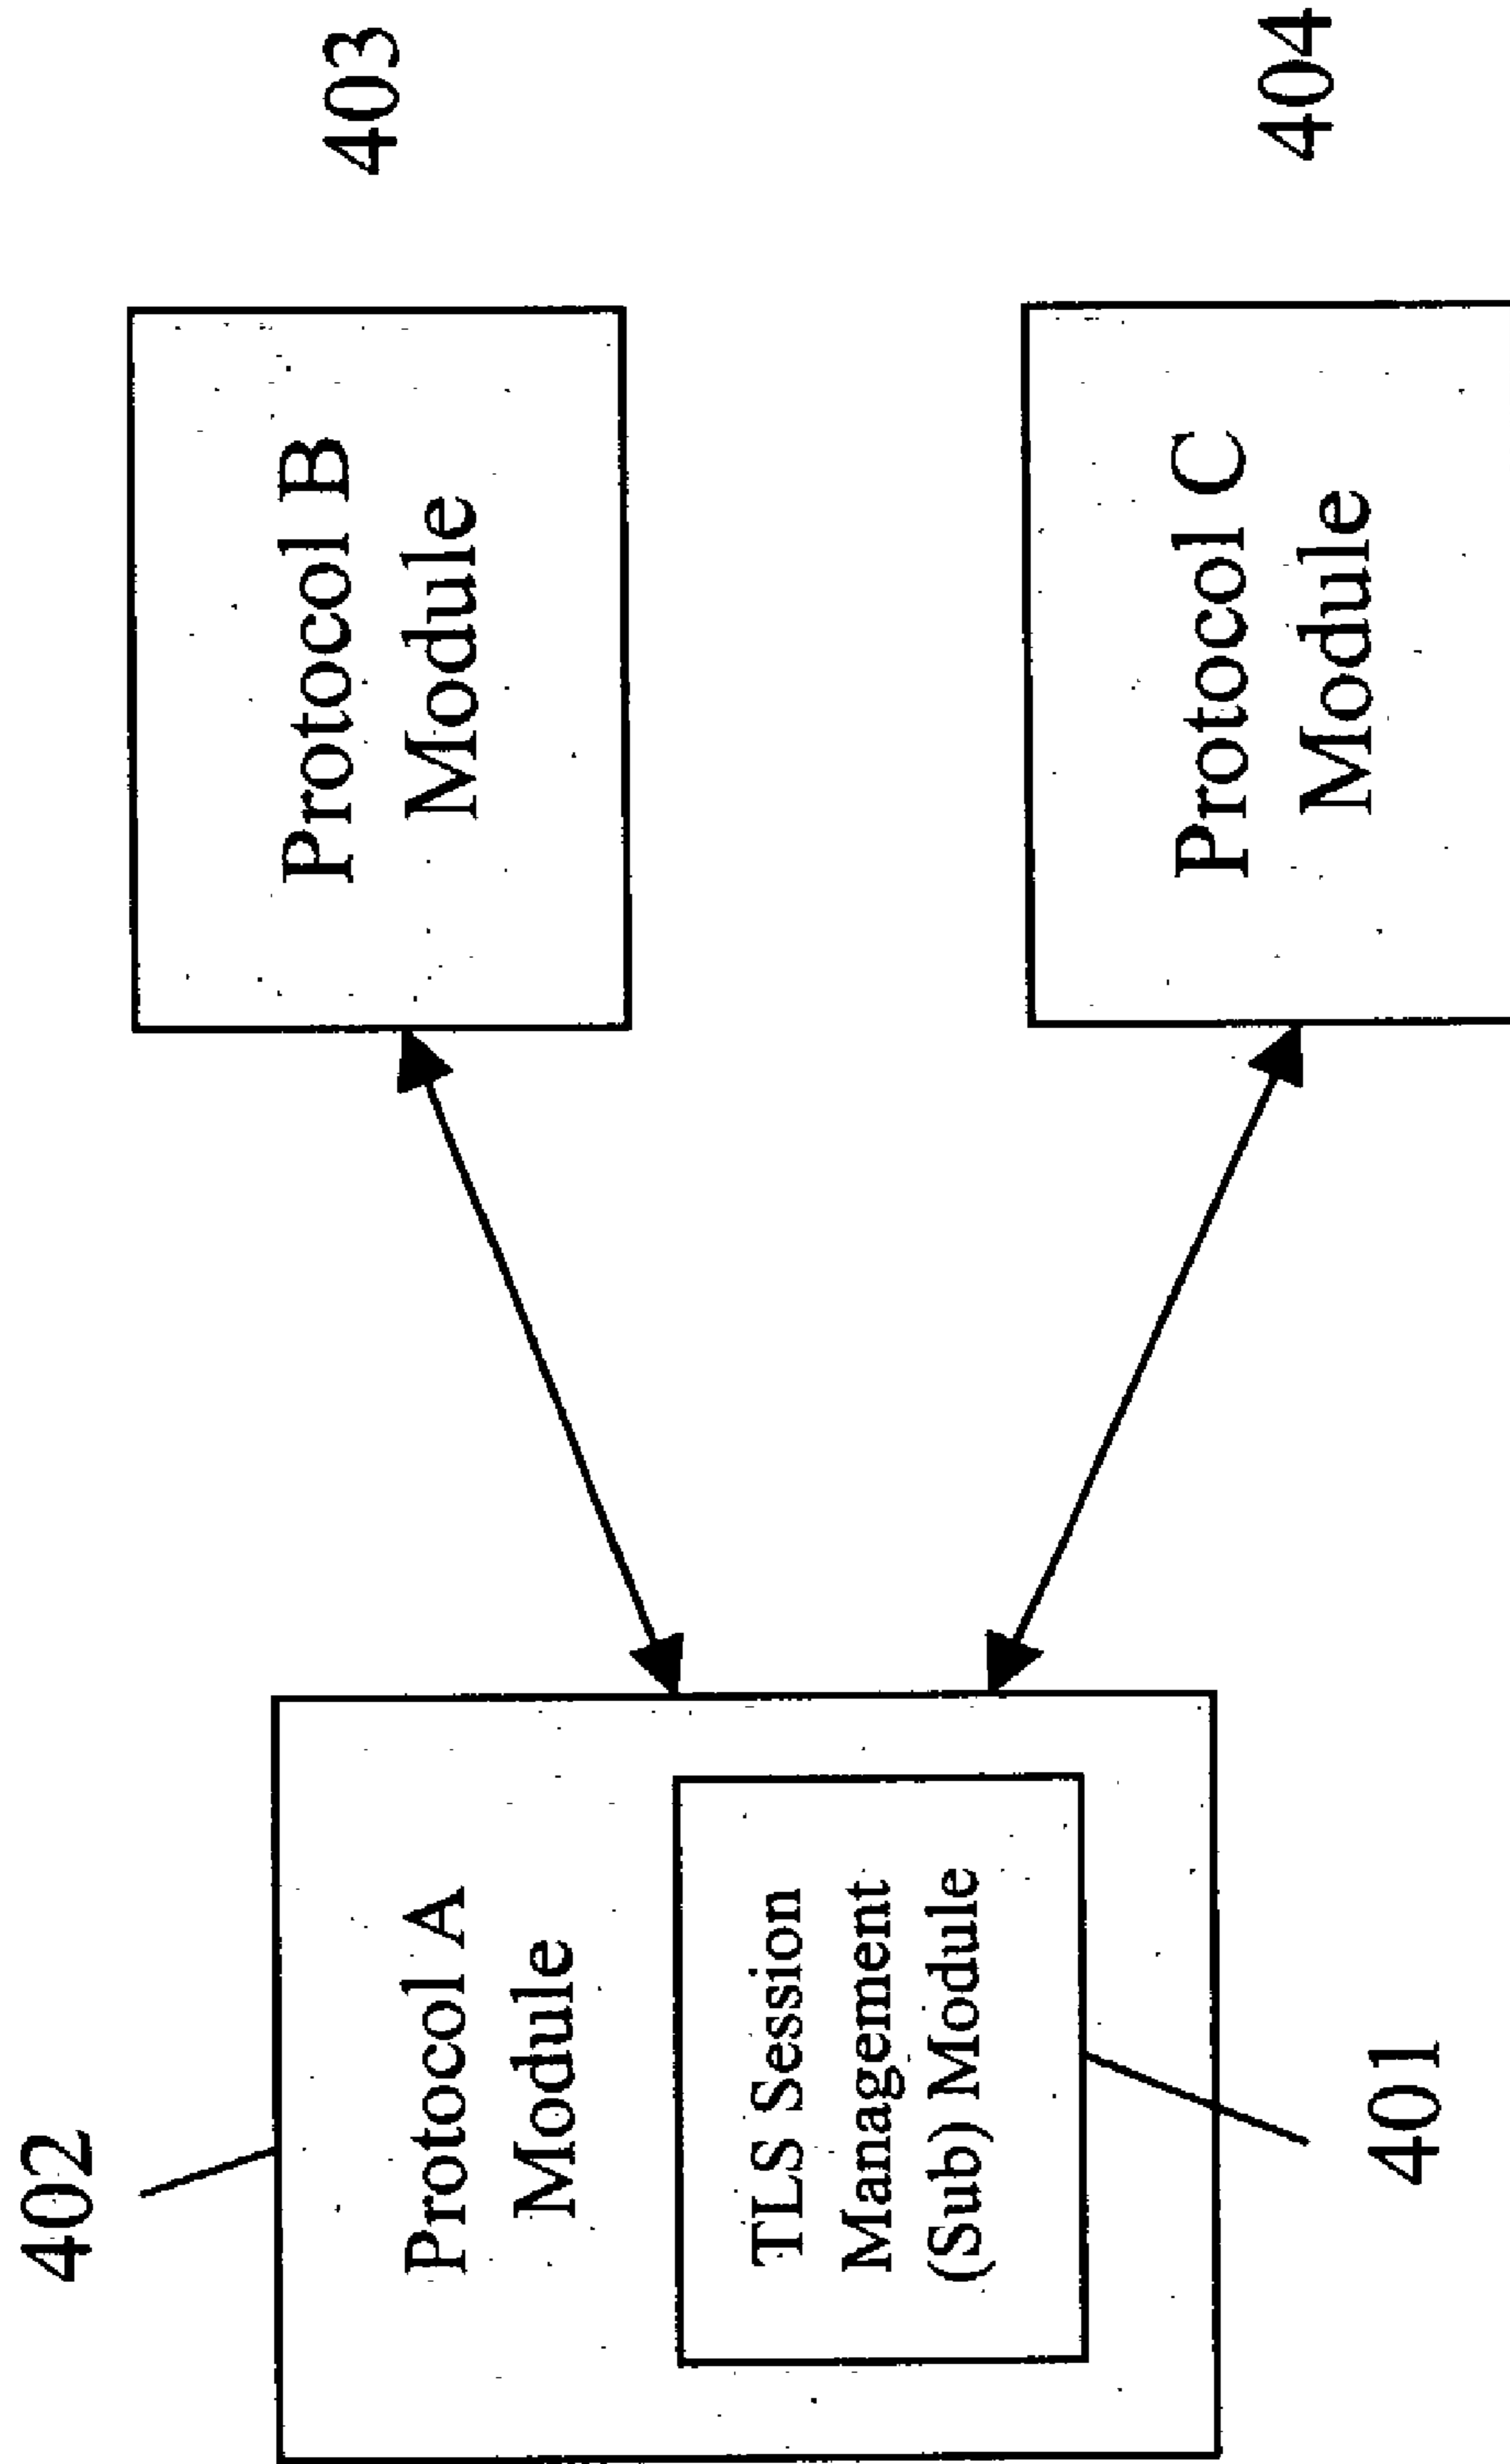 402
Protocol A
Module
TLS Session
Management
(Sub) Module
401
Protocol B
Module
403
Protocol C
Module
404